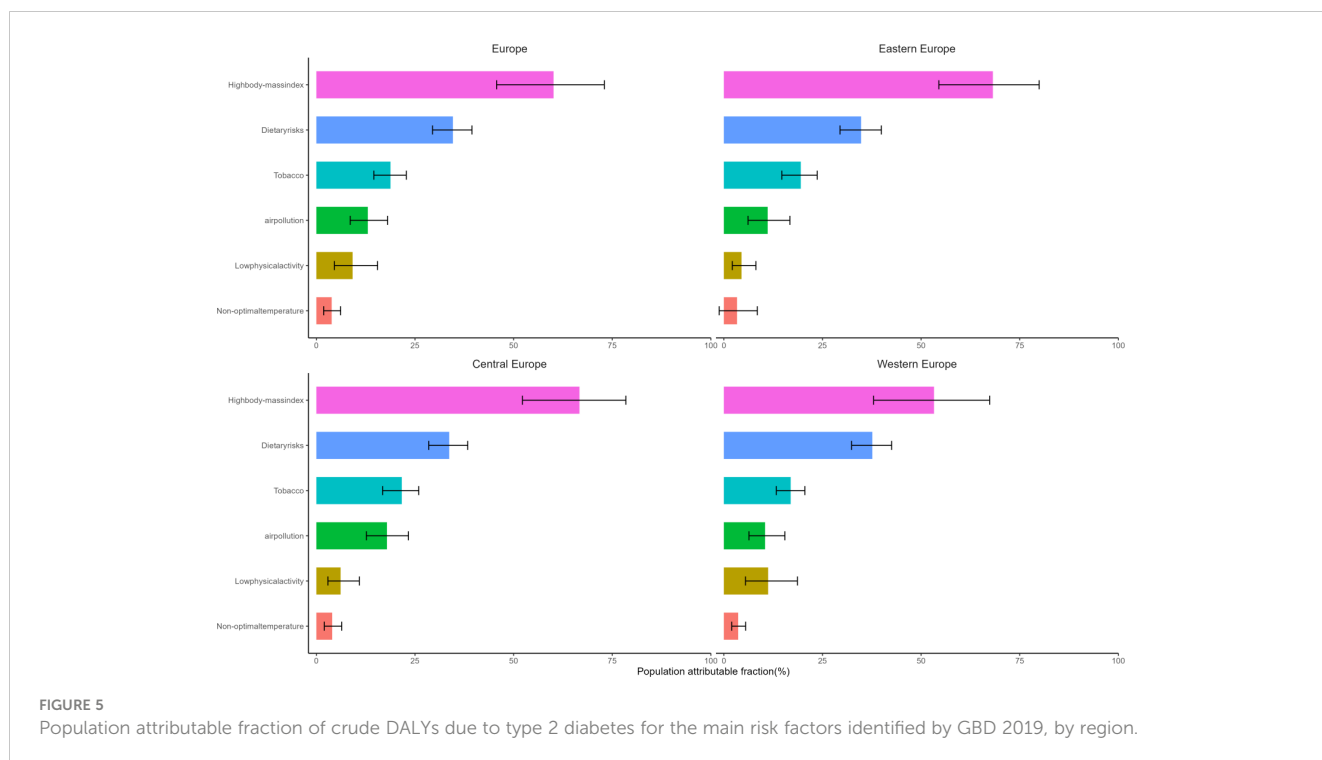 Europe
Eastern Europe
Highbody-massindex
Dietaryrisks
Tobacco
airpollution
Lowphysicalactivity
Non-optimaltemperature
0 25 50 75 100 0 25 50 75 100
Central Europe
Western Europe
Highbody-massindex
Dietaryrisks
Tobacco
airpollution
Lowphysicalactivity
Non-optimaltemperature
0 25 50 75 100 0 25 50 75 100
Population attributable fraction(%)
FIGURE 5
Population attributable fraction of crude DALYs due to type 2 diabetes for the main risk factors identified by GBD 2019, by region.